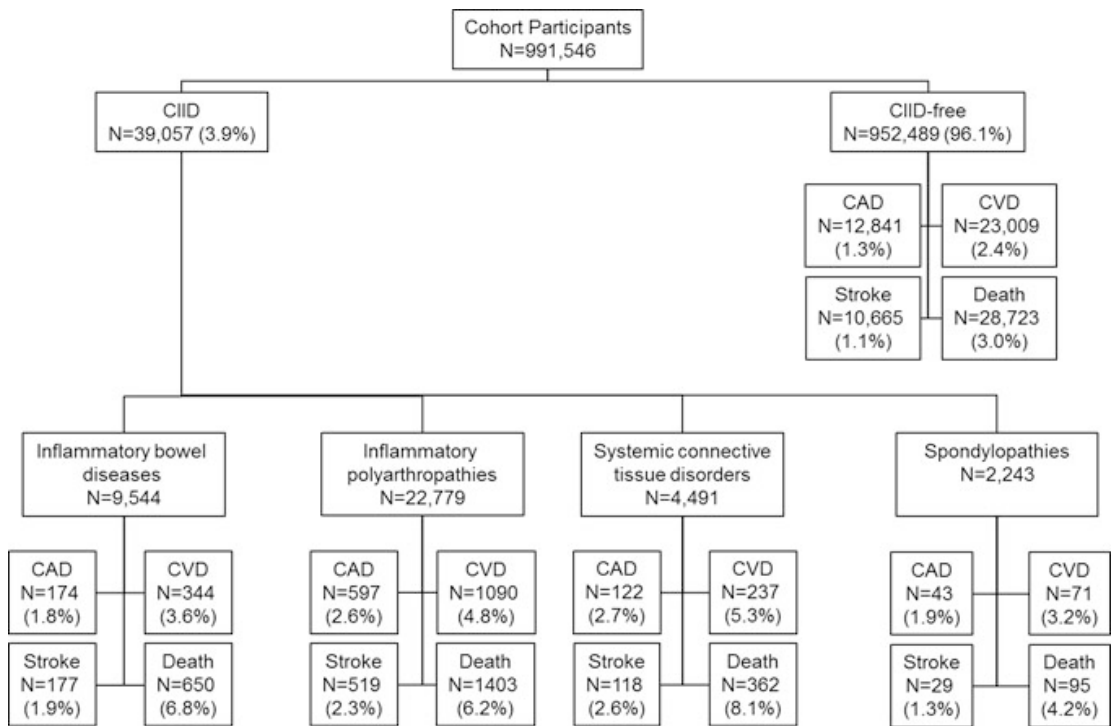 Cohort Participants
N=991,546
CIID
N=39,057 (3.9%)
CIID-free
N=952,489 (96.1%)
CAD
N=12,841
(1.3%)
CVD
N=23,009
(2.4%)
Stroke
N=10,665
(1.1%)
Death
N=28,723
(3.0%)
Inflammatory bowel
diseases
N=9,544
Inflammatory
polyarthropathies
N=22,779
Systemic connective
tissue disorders
N=4,491
Spondylopathies
N=2,243
CAD
N=174
(1.8%)
CVD
N=344
(3.6%)
Stroke
N=177
(1.9%)
Death
N=650
(6.8%)
CAD
N=597
(2.6%)
CVD
N=1090
(4.8%)
Stroke
N=519
(2.3%)
Death
N=1403
(6.2%)
CAD
N=122
(2.7%)
CVD
N=237
(5.3%)
Stroke
N=118
(2.6%)
Death
N=362
(8.1%)
CAD
N=43
(1.9%)
CVD
N=71
(3.2%)
Stroke
N=29
(1.3%)
Death
N=95
(4.2%)